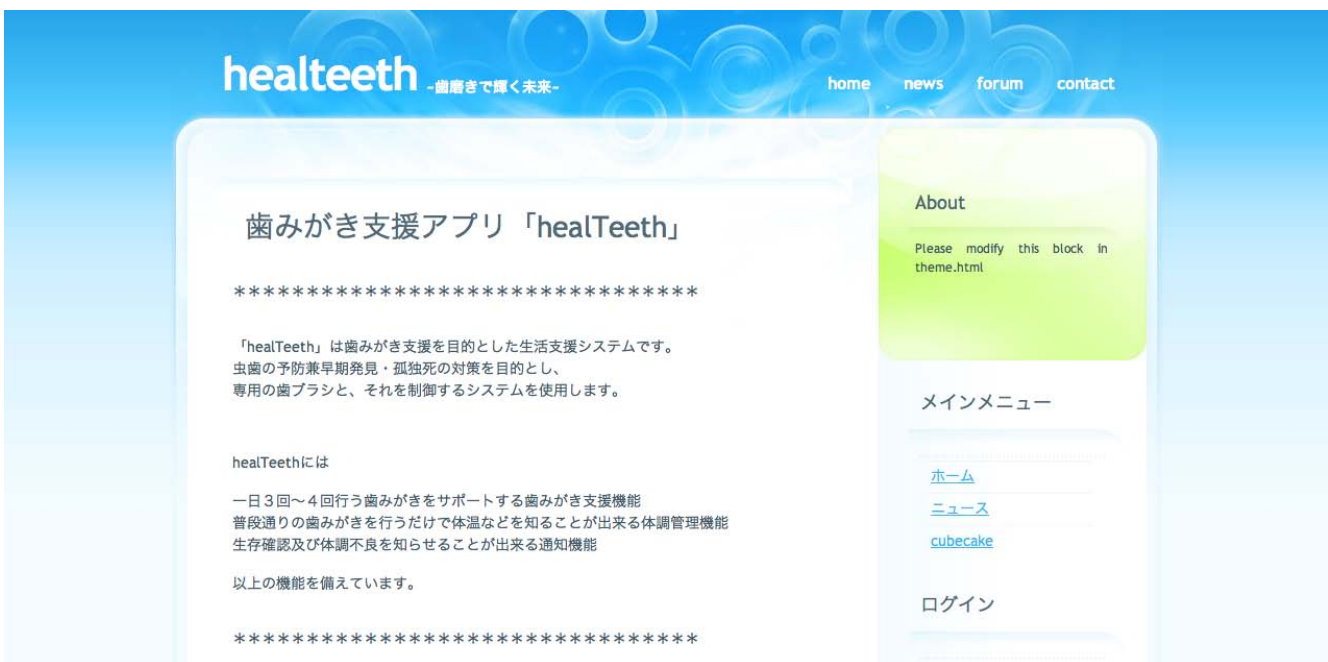 healteeth -歯磨きで輝く未来-
home news forum contact
歯みがき支援アプリ「healTeeth」
＊＊＊＊＊＊＊＊＊＊＊＊＊＊＊＊＊＊＊＊＊＊＊＊＊＊＊＊＊＊＊＊
「healTeeth」は歯みがき支援を目的とした生活支援システムです。
虫歯の予防兼早期発見・孤独死の対策を目的とし、
専用の歯ブラシと、それを制御するシステムを使用します。
healTeethには
一日３回～４回行う歯みがきをサポートする歯みがき支援機能
普段通りの歯みがきを行うだけで体温などを知ることが出来る体調管理機能
生存確認及び体調不良を知らせることが出来る通知機能
以上の機能を備えています。
＊＊＊＊＊＊＊＊＊＊＊＊＊＊＊＊＊＊＊＊＊＊＊＊＊＊＊＊＊＊＊＊
About
Please modify this block in
theme.html
メインメニュー
ホーム
ニュース
cubecake
ログイン